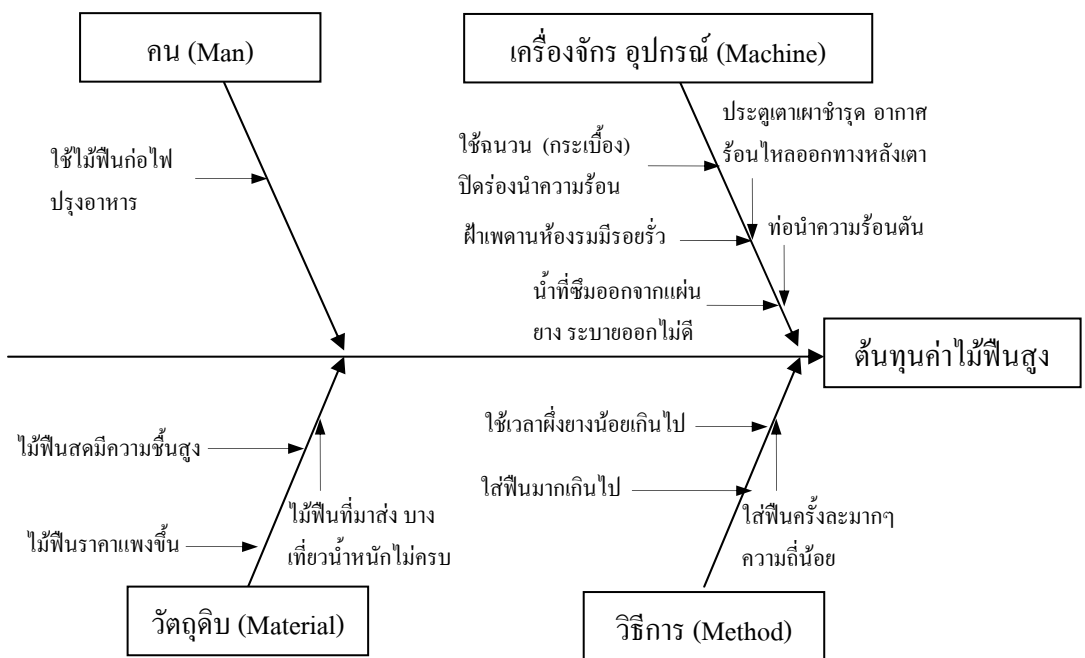 คน (Man)
เครื่องจักร อุปกรณ์ (Machine)
ใช้ไม้ฟืนก่อไฟ
ปรุงอาหาร
ใช้ฉนวน (กระเบื้อง)
ปิดร่องนำความร้อน
ประตูเตาเผาชำรุด อากาศ
ร้อนไหลออกทางหลังเตา
ฝ้าเพดานห้องรมมีรอยรั่ว
ท่อนำความร้อนตัน
น้ำที่ซึมออกจากแผ่น
ยาง ระบายออกไม่ดี
ต้นทุนค่าไม้ฟืนสูง
ไม้ฟืนสดมีความชื้นสูง
ไม้ฟืนราคาแพงขึ้น
ไม้ฟืนที่มาส่ง บาง
เที่ยวน้ำหนักไม่ครบ
ใช้เวลาผึ่งยางน้อยเกินไป
ใส่ฟืนมากเกินไป
ใส่ฟืนครั้งละมากๆ
ความถี่น้อย
วัตถุดิบ (Material)
วิธีการ (Method)